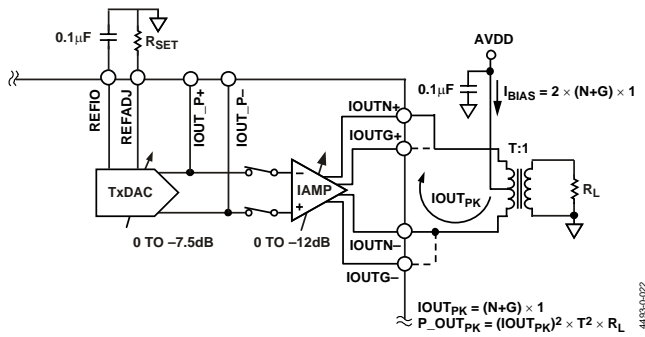 0.1μF
RSET
REFIO
REFADJ
IOUT_P+
IOUT_P–
AVDD
0.1μF
IBIAS = 2 × (N+G) × 1
IOUTN+
IOUTG+
T:1
TxDAC
IAMP
–
+
IOUTPK
RL
0 TO –7.5dB
0 TO –12dB
IOUTN–
IOUTG–
IOUTPK = (N+G) × 1
P_OUTPK = (IOUTPK)² × T² × RL
4493-0-022